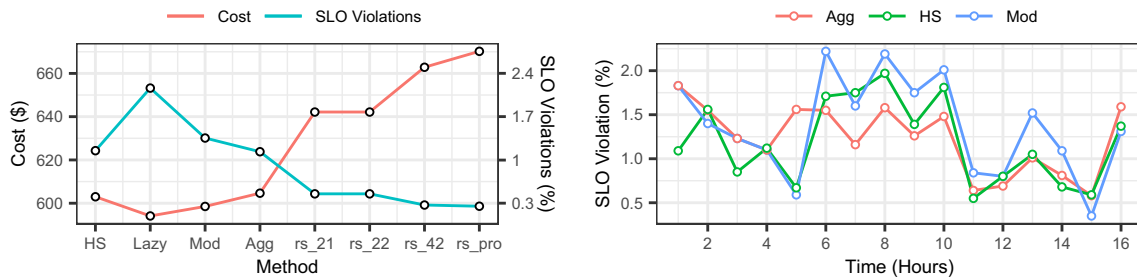 Cost SLO Violations
Cost ($)
660
640
620
600
2.4
1.7
1
0.3
SLO Violations (%)
HS Lazy Mod Agg rs_21 rs_22 rs_42 rs_pro
Method
Agg HS Mod
SLO Violation (%)
2.0
1.5
1.0
0.5
2 4 6 8 10 12 14 16
Time (Hours)